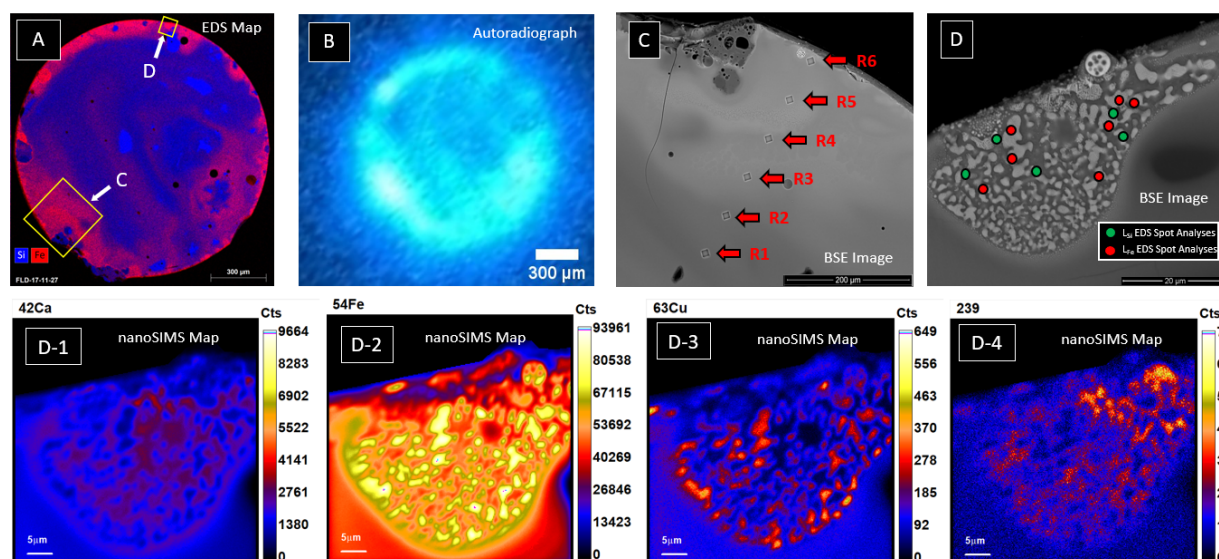 A
EDS Map
D
C
Si
Fe
FLD-17-11-27
300 µm
B
Autoradiograph
300 µm
C
R6
R5
R4
R3
R2
R1
BSE Image
200 µm
D
BSE Image
LSi EDS Spot Analyses
LFe EDS Spot Analyses
20 µm
42Ca
Cts
D-1
nanoSIMS Map
9664
8283
6902
5522
4141
2761
1380
0
5µm
54Fe
Cts
D-2
nanoSIMS Map
93961
80538
67115
53692
40269
26846
13423
0
5µm
63Cu
Cts
D-3
nanoSIMS Map
649
556
463
370
278
185
92
0
5µm
239
Cts
D-4
nanoSIMS Map
5µm